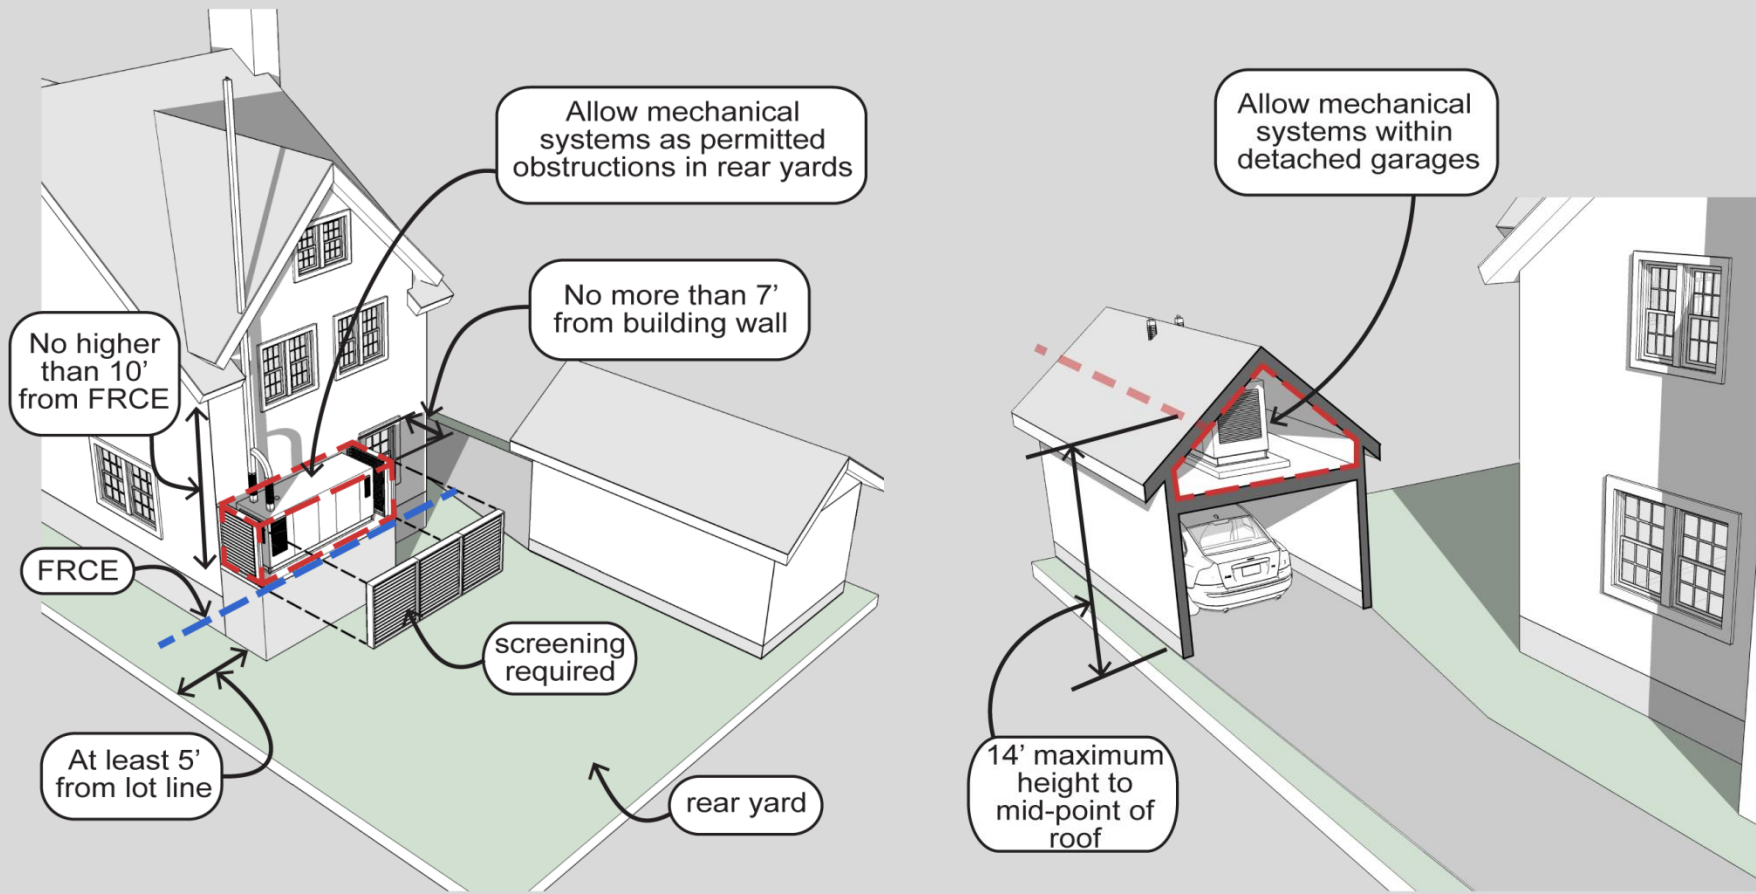 Allow mechanical
systems as permitted
obstructions in rear yards
No more than 7’
from building wall
No higher
than 10’
from FRCE
FRCE
screening
required
At least 5’
from lot line
rear yard
Allow mechanical
systems within
detached garages
14’ maximum
height to
mid-point of
roof